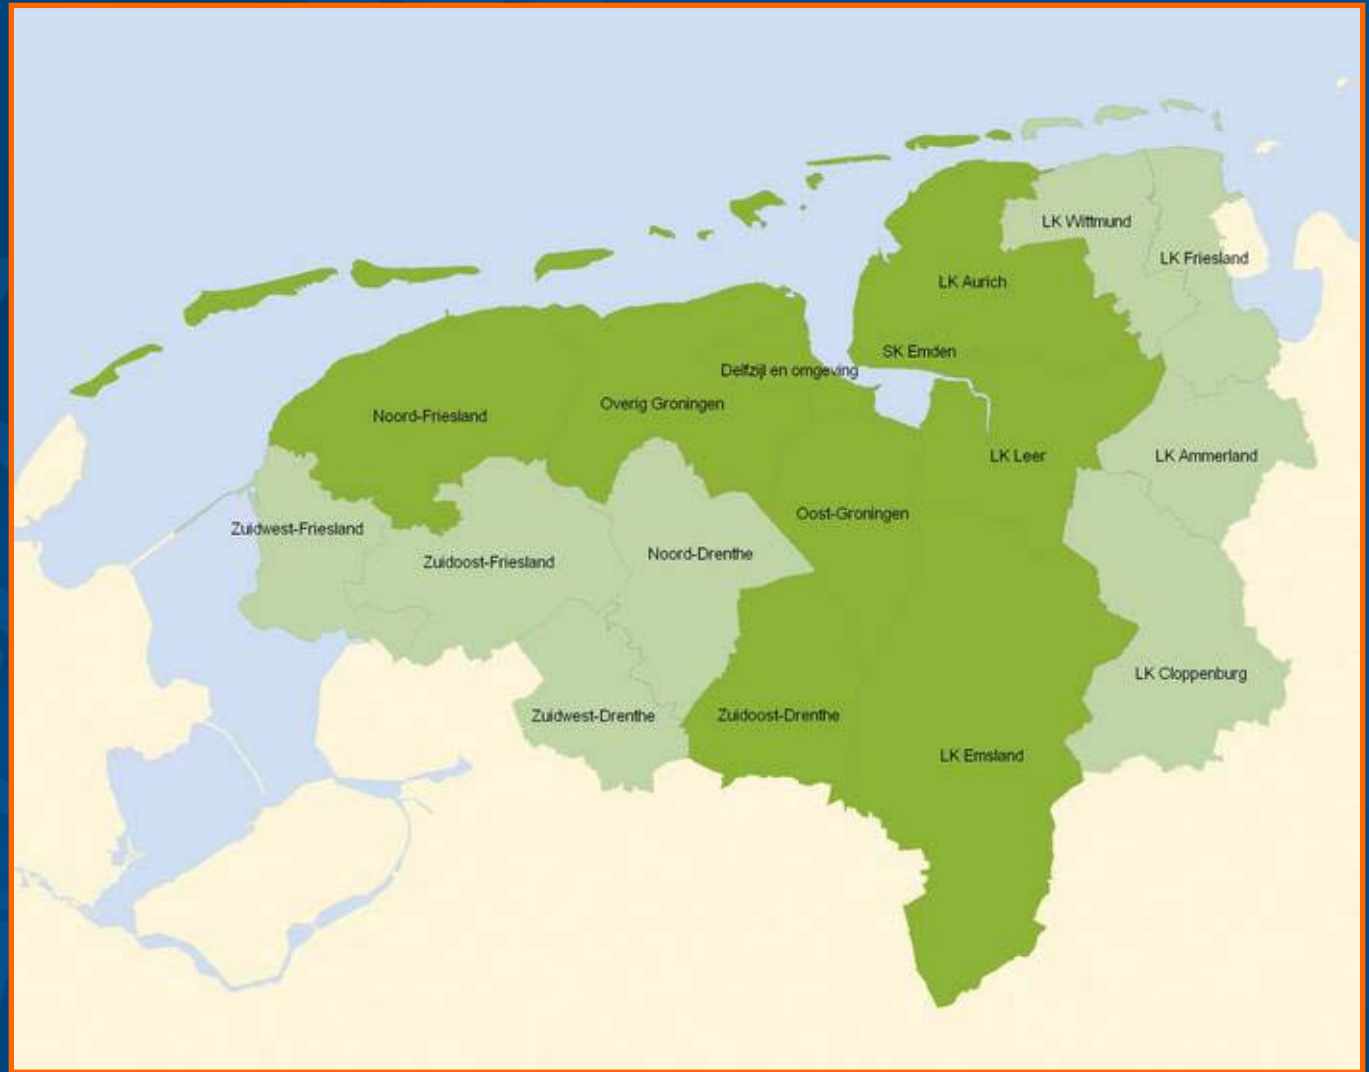 LK Wittmund
LK Friesland
LK Aurich
SK Emden
Delfzijl en omgeving
Overig Groningen
Noord-Friesland
LK Leer
LK Ammerland
Oost-Groningen
Zuidwest-Friesland
Noord-Drenthe
Zuidoost-Friesland
LK Cloppenburg
Zuidwest-Drenthe
Zuidoost-Drenthe
LK Emsland